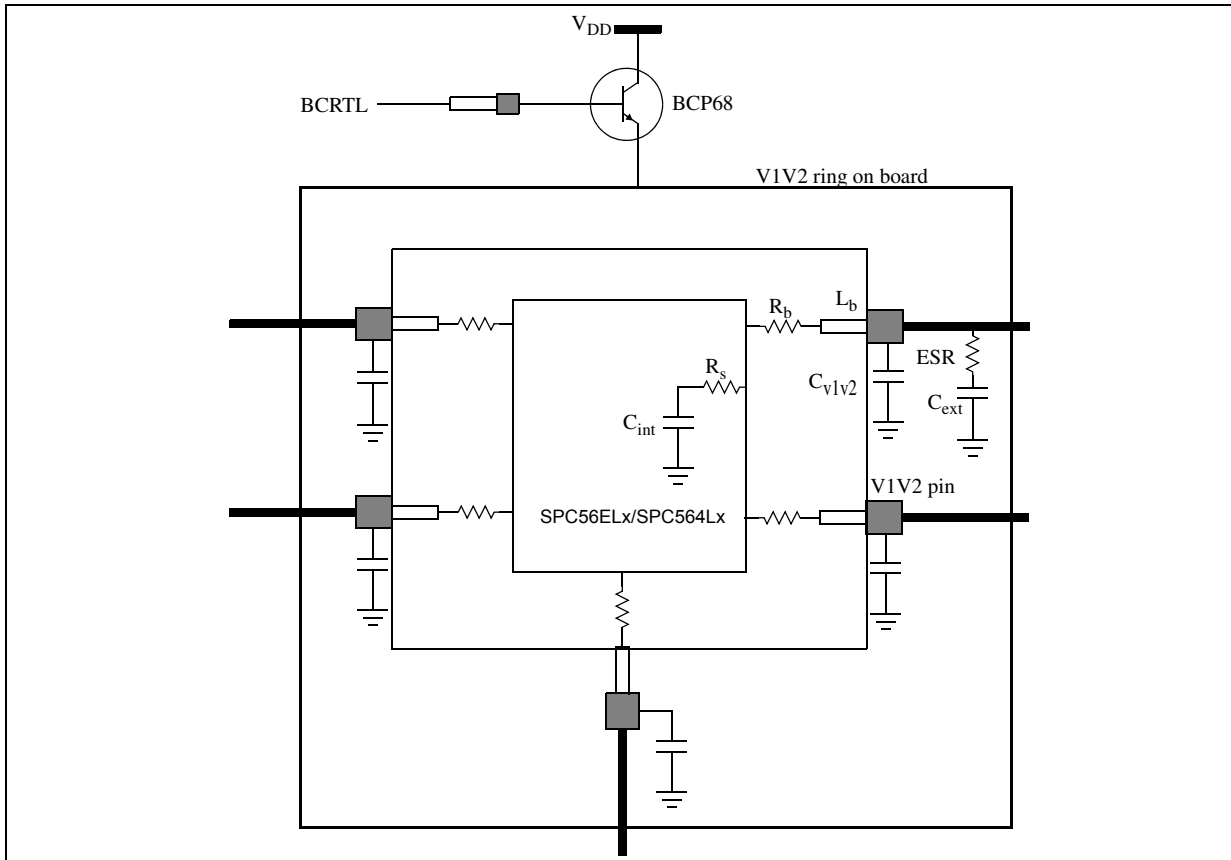 VDD
BCRTL
BCP68
V1V2 ring on board
Rb
Lb
ESR
Rs
Cv1v2
Cext
Cint
V1V2 pin
SPC56ELx/SPC564Lx